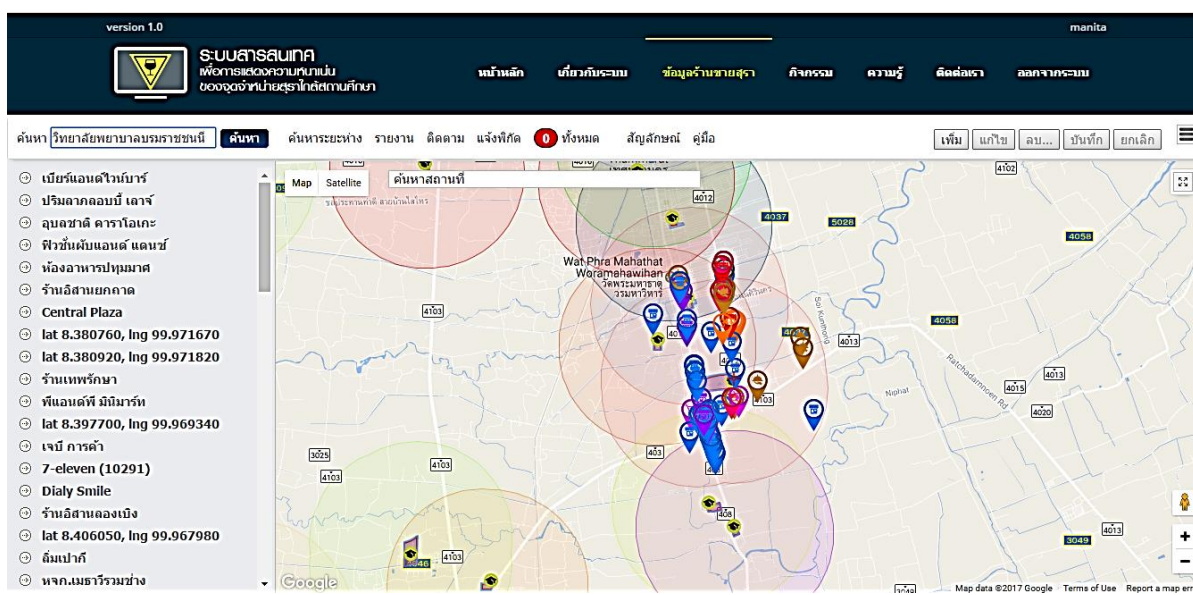 version 1.0
manita
ระบบสารสนเทศ
เพื่อการแสดงความหนาแน่น
ของจุดจำหน่ายสุราใกล้สถานศึกษา
หน้าหลัก เกี่ยวกับระบบ ข้อมูลร้านขายสุรา กิจกรรม ความรู้ ติดต่อเรา ออกจากระบบ
ค้นหา วิทยาลัยพยาบาลบรมราชชนนี ค้นหา ค้นหาระยะห่าง รายงาน ติดตาม แจ้งพิกัด 0 ทั้งหมด สัญลักษณ์ คู่มือ เพิ่ม แก้ไข ลบ... บันทึก ยกเลิก
เบียร์แอนด์ไวน์บาร์
ปริมลากลอบบี้ เลาจ์
อุบลชาติ คาราโอเกะ
ฟิวชั่นผับแอนด์ แดนซ์
ห้องอาหารปทุมมาศ
ร้านอิสานยกกาด
Central Plaza
lat 8.380760, lng 99.971670
lat 8.380920, lng 99.971820
ร้านเทพรักษา
พีแอนด์พี มินิมาร์ท
lat 8.397700, lng 99.969340
เจบี การค้า
7-eleven (10291)
Dialy Smile
ร้านอิสานลองเบิ่ง
lat 8.406050, lng 99.967980
ลิ่มเปากี่
หจก.เมธาวีรวมช่าง
Map Satellite ค้นหาสถานที่
4102
4012
4037
5028
4058
Wat Phra Mahathat
Woramehawihan
วัดพระมหาธาตุ
วรมหาวิหาร
4103
Soi Kumthong
4058
4013
Ratchadamnoen Rd
4013
4015
4020
Niphat
4103
403
3025
4103
4103
408
4013
3049
4103
Google
Map data ©2017 Google Terms of Use Report a map err